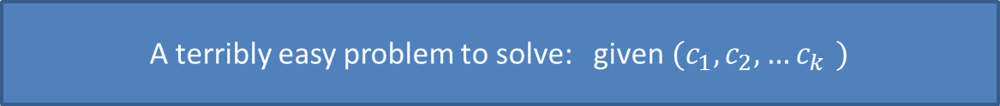 A terribly easy problem to solve: given (c₁, c₂, … cₖ )